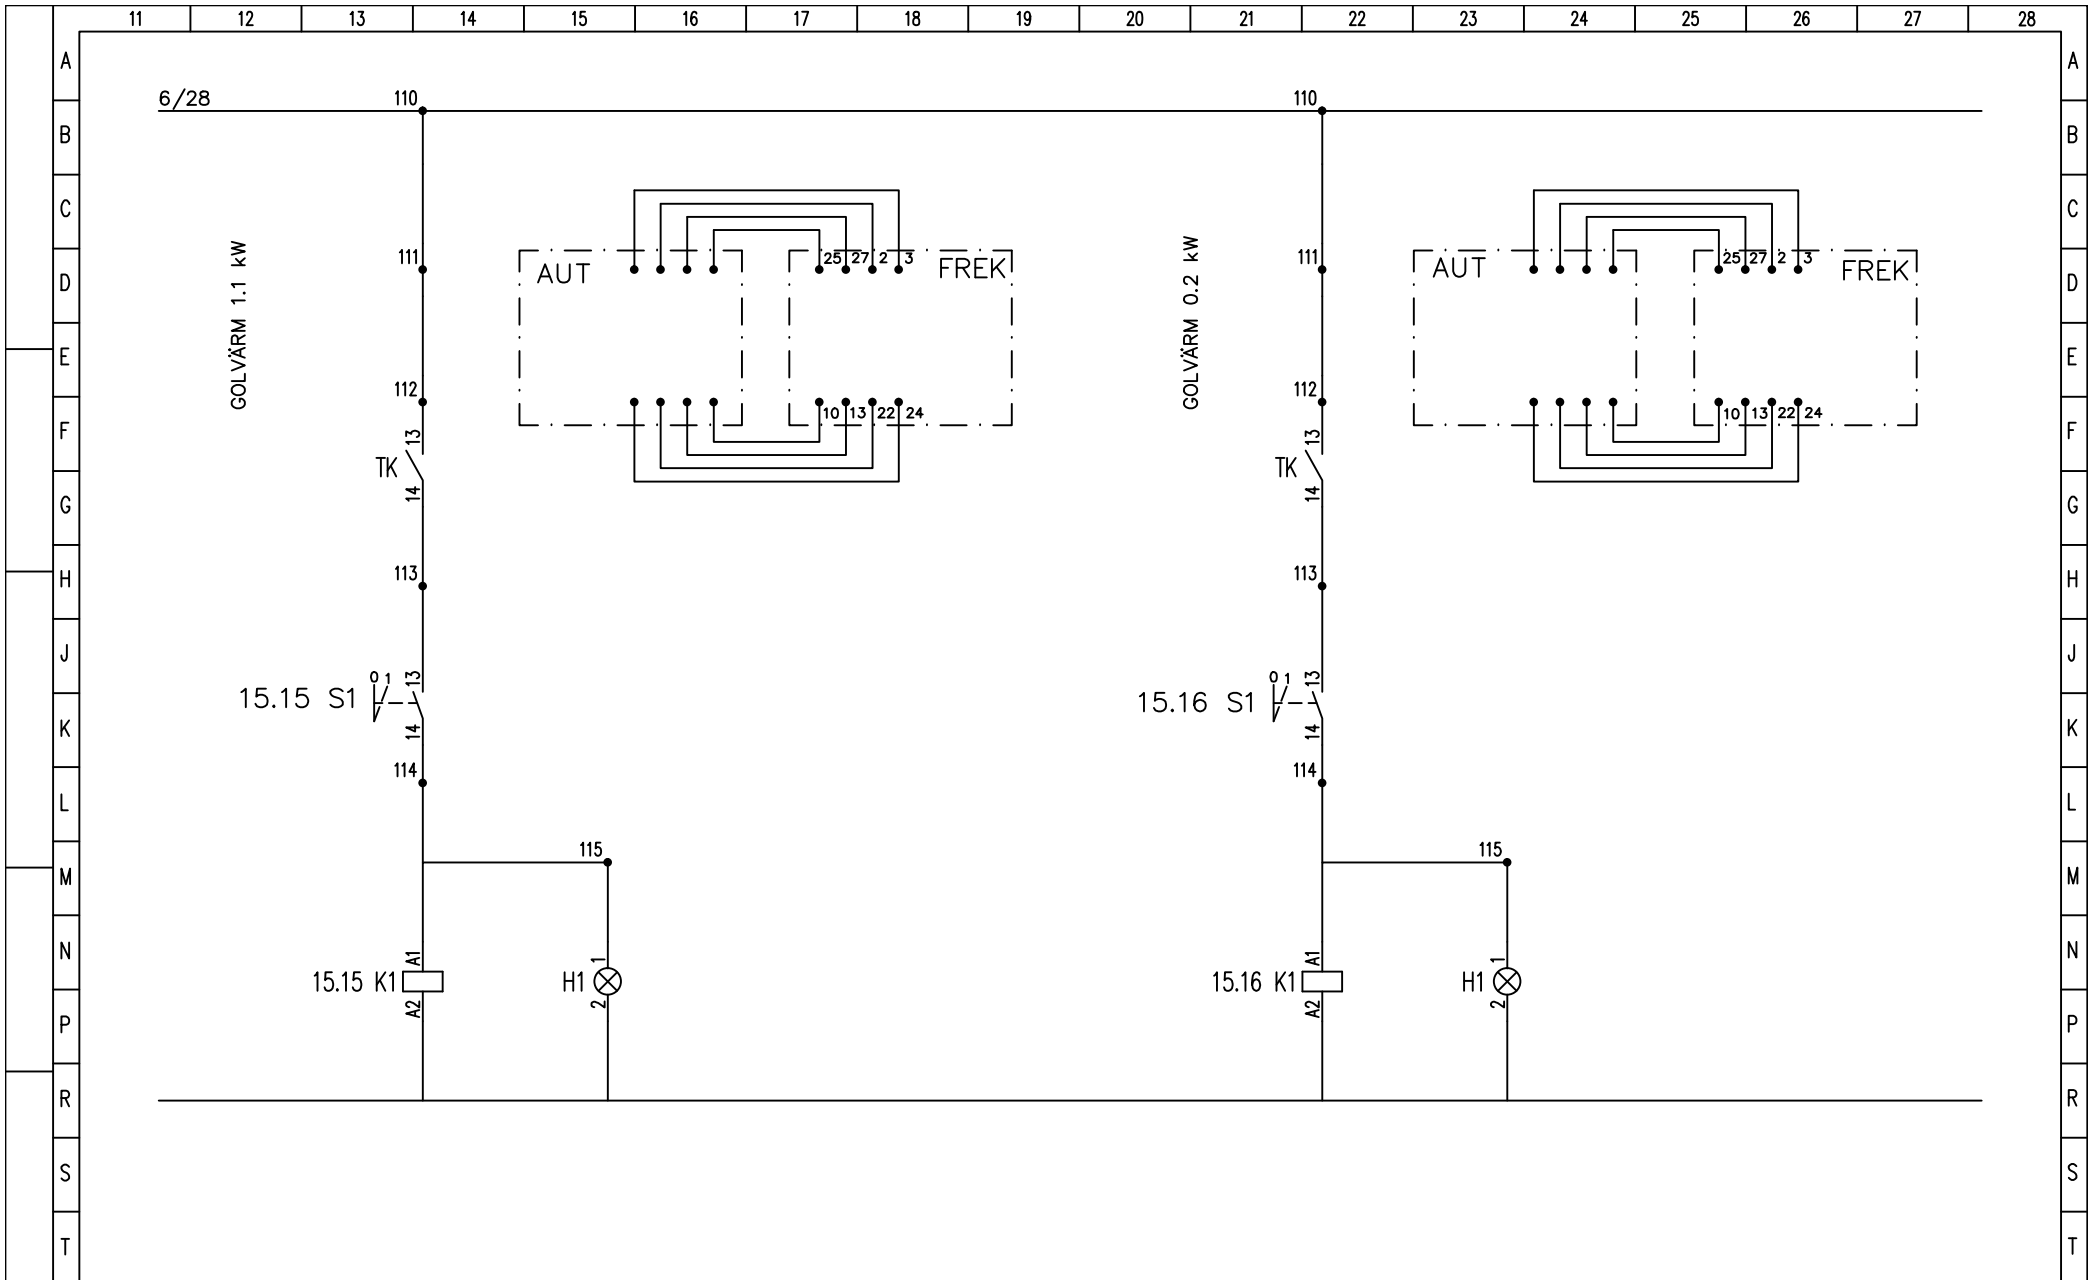 11 12 13 14 15 16 17 18 19 20 21 22 23 24 25 26 27 28
A A
6/28 110 110
B B
C C
GOLVÄRM 1.1 kW
GOLVÄRM 0.2 kW
111 AUT 25 27 2 3 FREK 111 AUT 25 27 2 3 FREK
D D
E E
112 10 13 22 24 112 10 13 22 24
F F
13 13
TK TK
14 14
G G
113 113
H H
J J
0 1 13 0 1 13
15.15 S1 15.16 S1
14 14
K K
114 114
L L
115 115
M M
N N
A1 1 A1 1
15.15 K1 H1 15.16 K1 H1
A2 2 A2 2
P P
R R
S S
T T